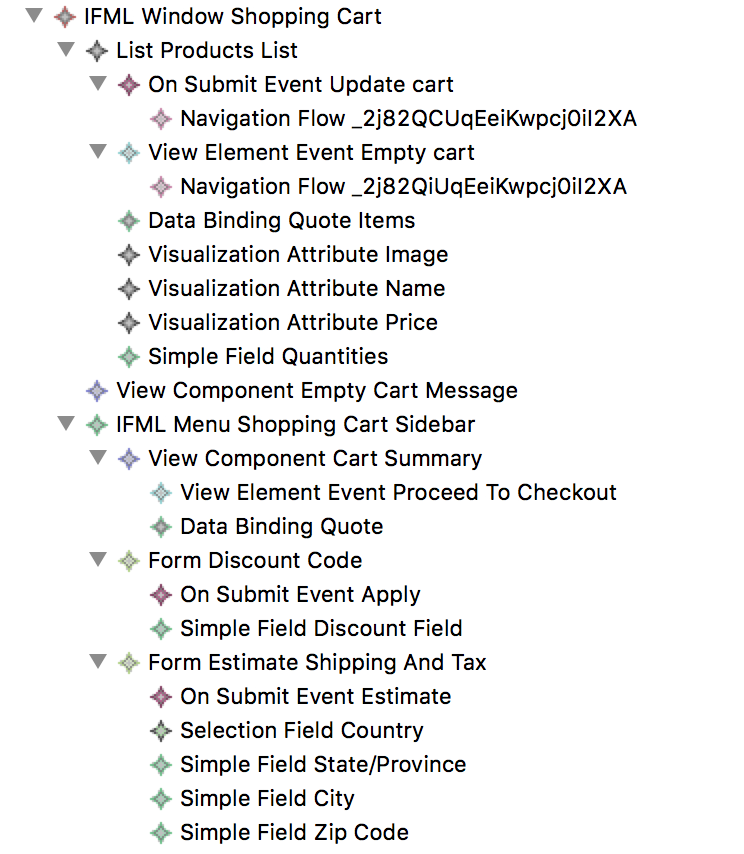 IFML Window Shopping Cart
List Products List
On Submit Event Update cart
Navigation Flow _2j82QCUqEeiKwpcj0iI2XA
View Element Event Empty cart
Navigation Flow _2j82QiUqEeiKwpcj0iI2XA
Data Binding Quote Items
Visualization Attribute Image
Visualization Attribute Name
Visualization Attribute Price
Simple Field Quantities
View Component Empty Cart Message
IFML Menu Shopping Cart Sidebar
View Component Cart Summary
View Element Event Proceed To Checkout
Data Binding Quote
Form Discount Code
On Submit Event Apply
Simple Field Discount Field
Form Estimate Shipping And Tax
On Submit Event Estimate
Selection Field Country
Simple Field State/Province
Simple Field City
Simple Field Zip Code